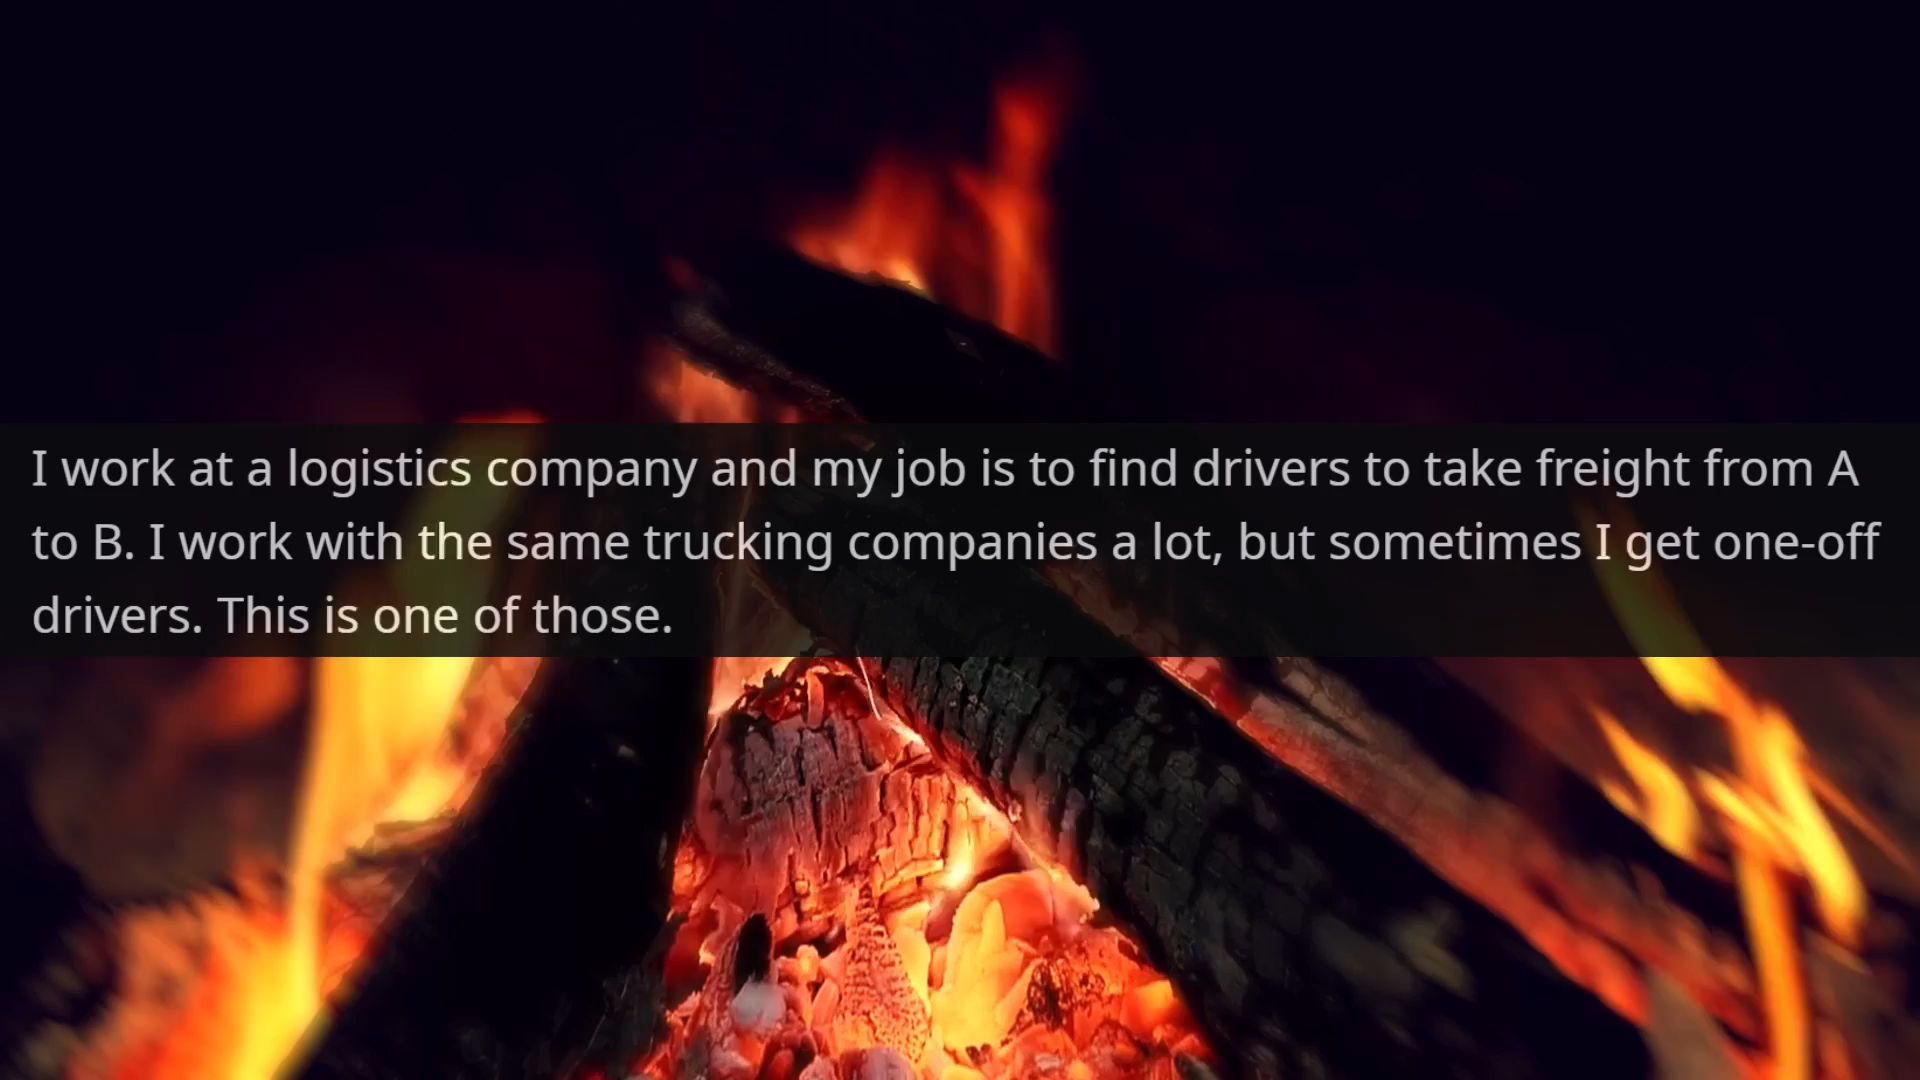 I work at a logistics company and my job is to find drivers to take freight from A
to B. I work with the same trucking companies a lot, but sometimes I get one-off
drivers. This is one of those.